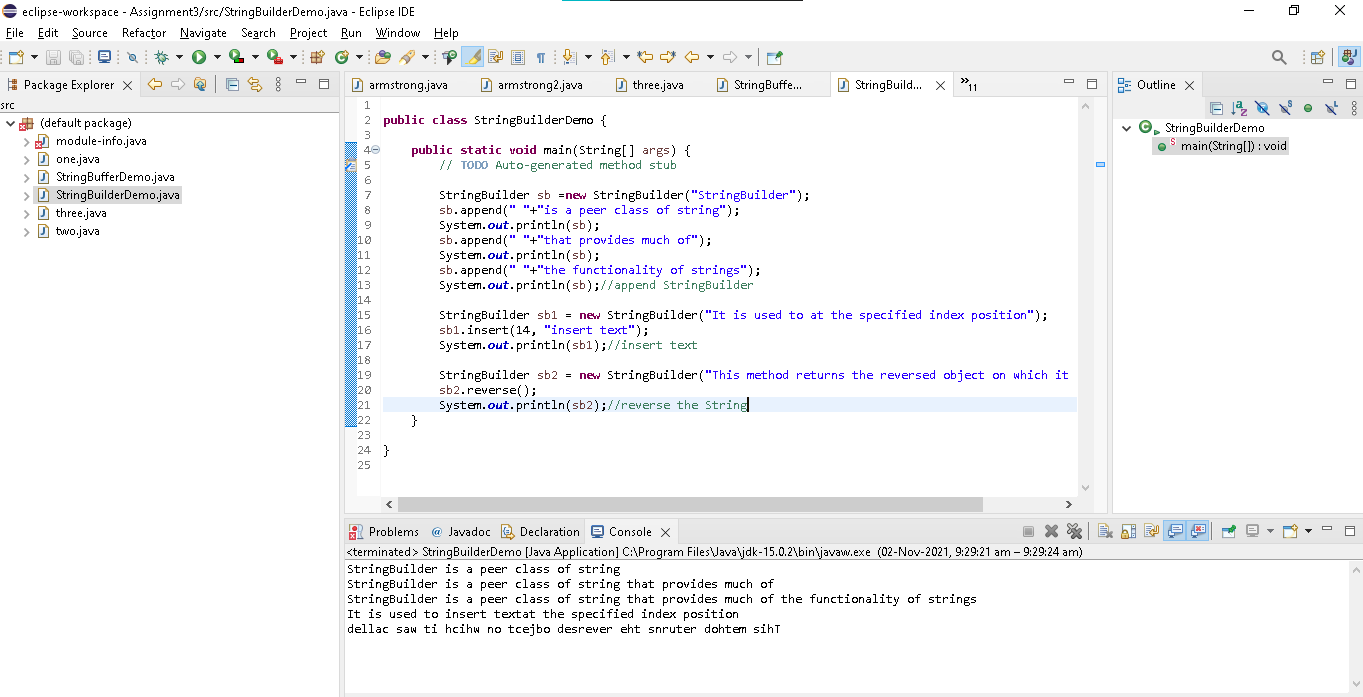 eclipse-workspace - Assignment3/src/StringBuilderDemo.java - Eclipse IDE
File Edit Source Refactor Navigate Search Project Run Window Help
Package Explorer
src
(default package)
module-info.java
one.java
StringBufferDemo.java
StringBuilderDemo.java
three.java
two.java
armstrong.java armstrong2.java three.java StringBuffe... StringBuild... »11
1
2 public class StringBuilderDemo {
3
4 public static void main(String[] args) {
5 // TODO Auto-generated method stub
6
7 StringBuilder sb =new StringBuilder("StringBuilder");
8 sb.append(" "+"is a peer class of string");
9 System.out.println(sb);
10 sb.append(" "+"that provides much of");
11 System.out.println(sb);
12 sb.append(" "+"the functionality of strings");
13 System.out.println(sb);//append StringBuilder
14
15 StringBuilder sb1 = new StringBuilder("It is used to at the specified index position");
16 sb1.insert(14, "insert text");
17 System.out.println(sb1);//insert text
18
19 StringBuilder sb2 = new StringBuilder("This method returns the reversed object on which it
20 sb2.reverse();
21 System.out.println(sb2);//reverse the String
22 }
23
24 }
25
Outline
StringBuilderDemo
main(String[]) : void
Problems @ Javadoc Declaration Console
<terminated> StringBuilderDemo [Java Application] C:\Program Files\Java\jdk-15.0.2\bin\javaw.exe (02-Nov-2021, 9:29:21 am – 9:29:24 am)
StringBuilder is a peer class of string
StringBuilder is a peer class of string that provides much of
StringBuilder is a peer class of string that provides much of the functionality of strings
It is used to insert textat the specified index position
dellac saw ti hcihw no tcejbo desrever eht snruter dohtem sihT